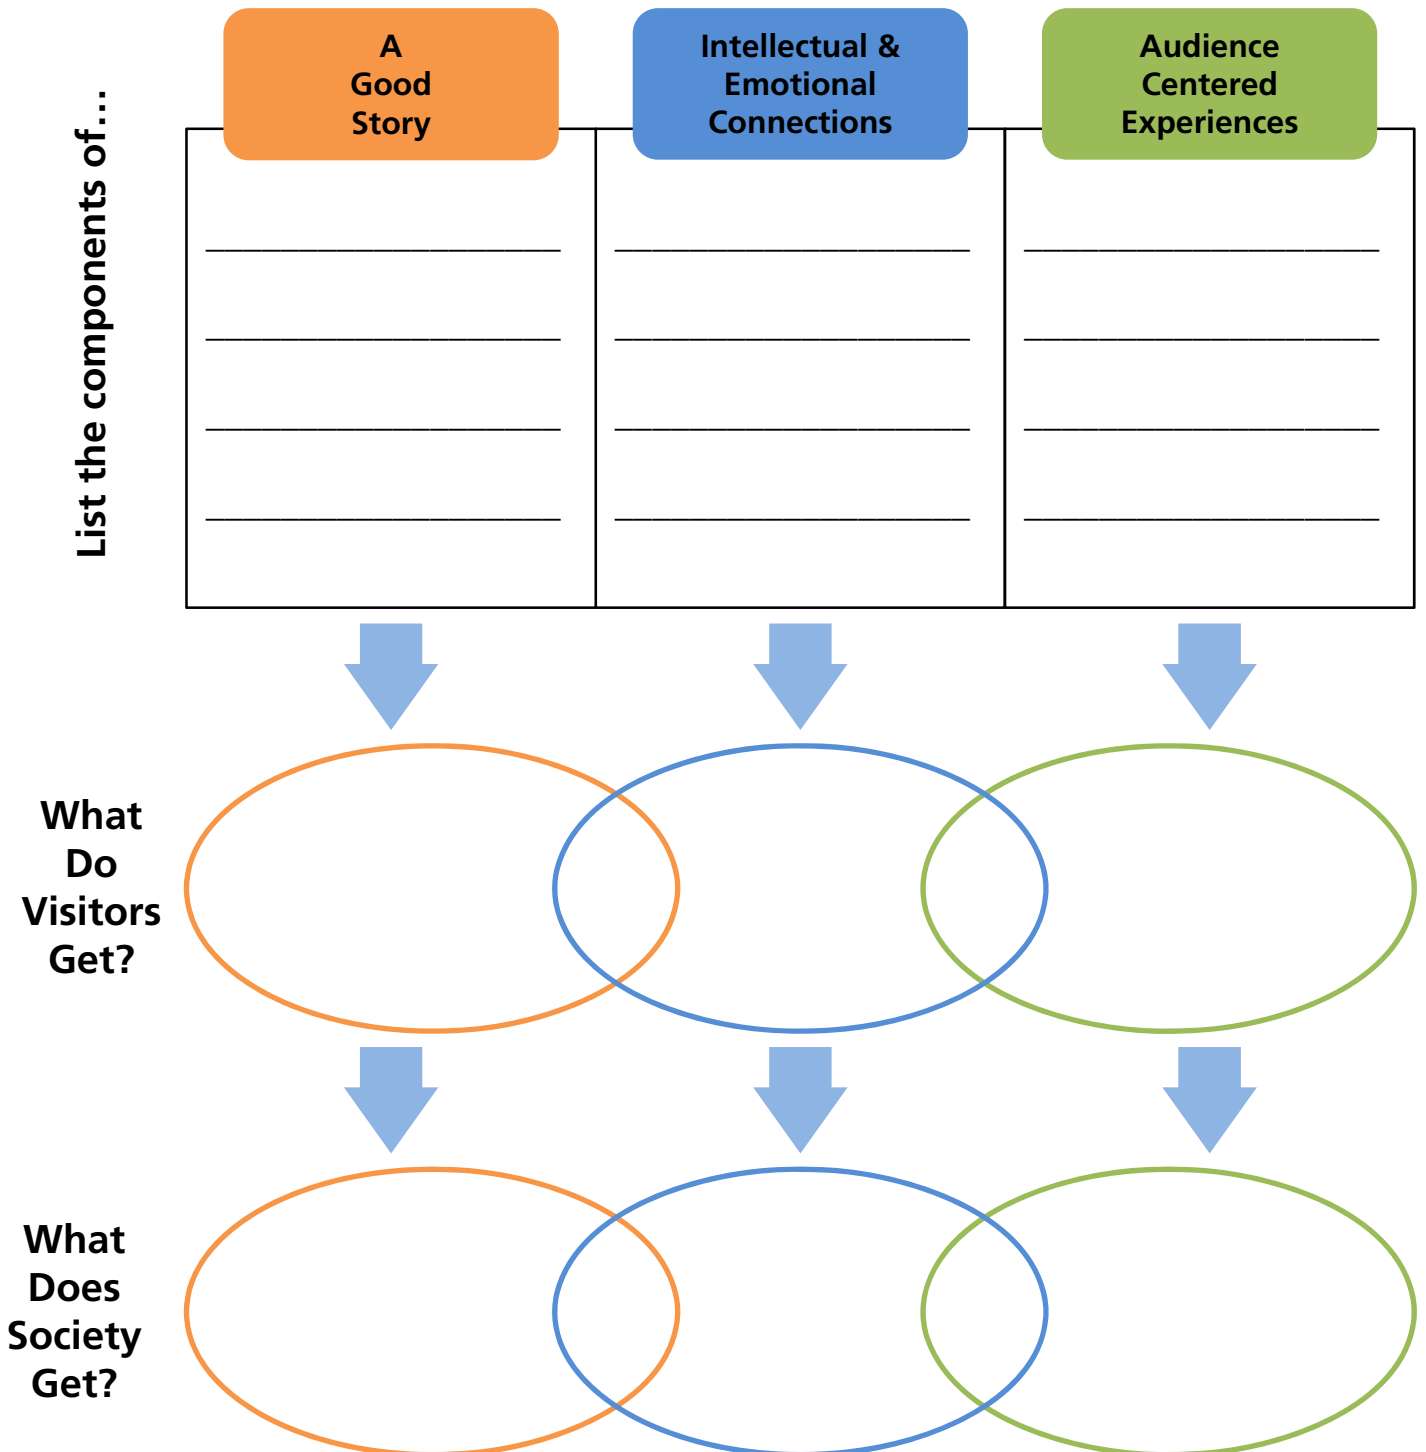 A
Good
Story
Intellectual &
Emotional
Connections
Audience
Centered
Experiences
List the components of...
What
Do
Visitors
Get?
What
Does
Society
Get?